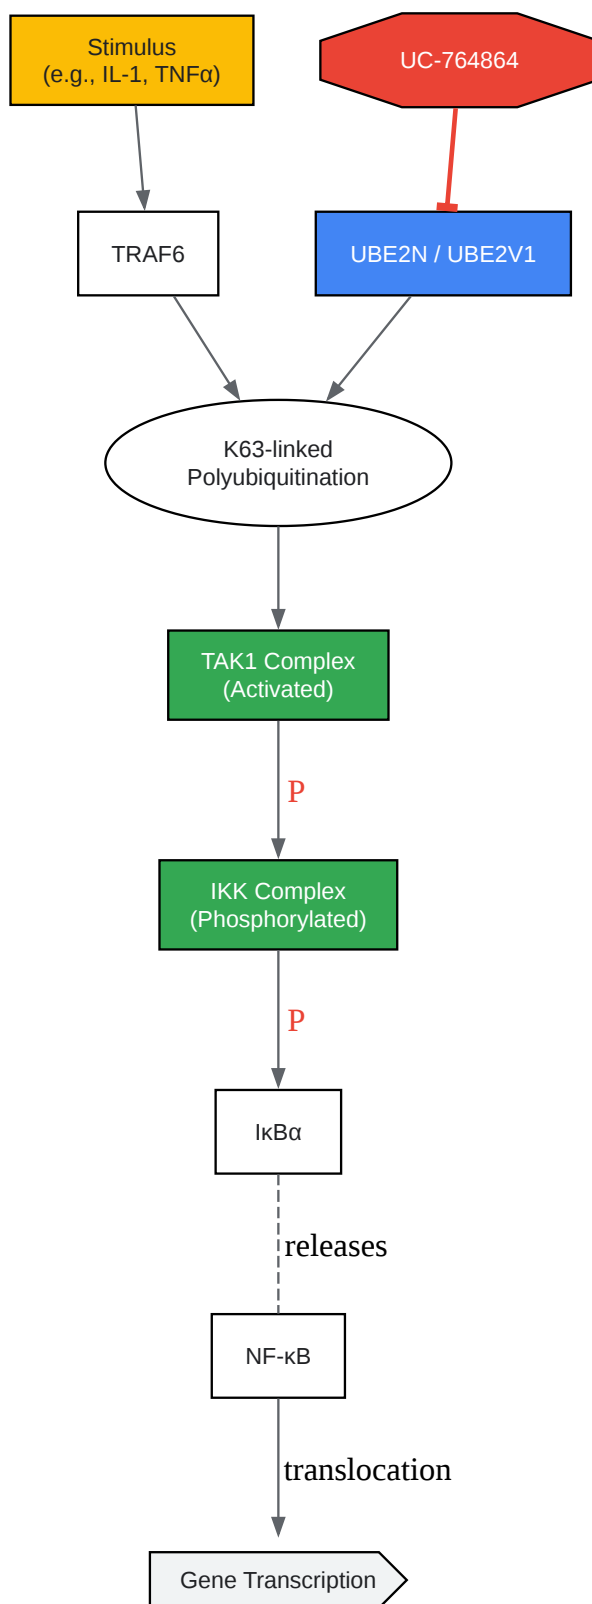 Stimulus
(e.g., IL-1, TNFα)
UC-764864
TRAF6
UBE2N / UBE2V1
K63-linked
Polyubiquitination
TAK1 Complex
(Activated)
P
IKK Complex
(Phosphorylated)
P
IκBα
releases
NF-κB
translocation
Gene Transcription